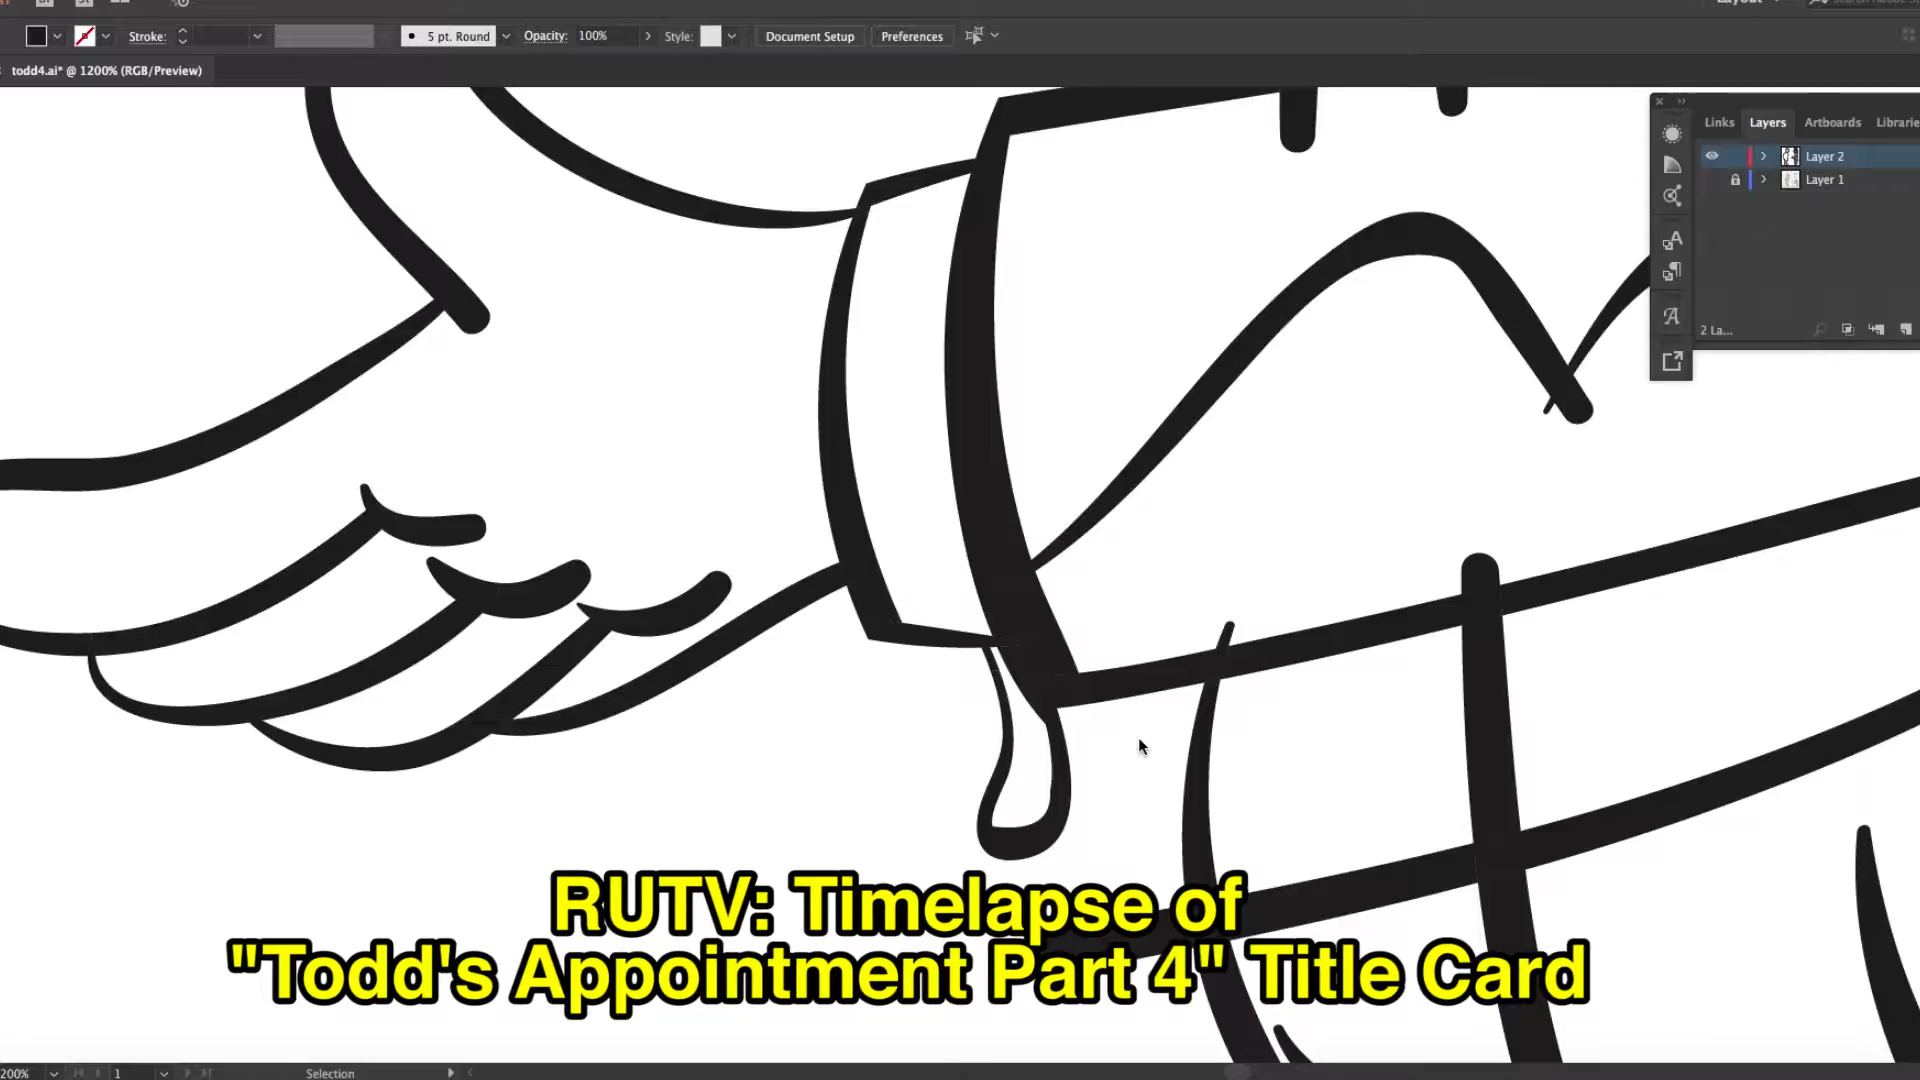 Stroke:
5 pt. Round
Opacity: 100%
Style:
Document Setup
Preferences
todd4.ai* @ 1200% (RGB/Preview)
Links Layers Artboards Librarie
Layer 2
Layer 1
2 La...
RUTV: Timelapse of
"Todd's Appointment Part 4" Title Card
200% 1 Selection